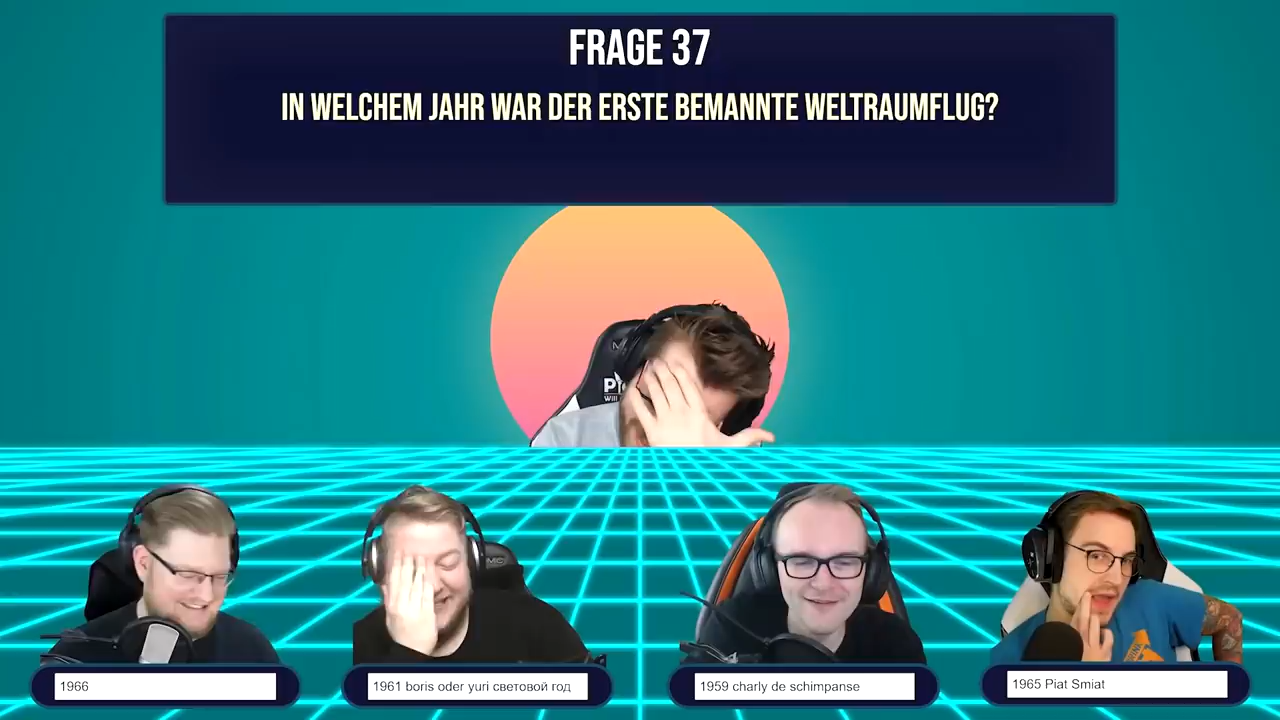 FRAGE 37
IN WELCHEM JAHR WAR DER ERSTE BEMANNTE WELTRAUMFLUG?
1966
1961 boris oder yuri световой год
1959 charly de schimpanse
1965 Piat Smiat